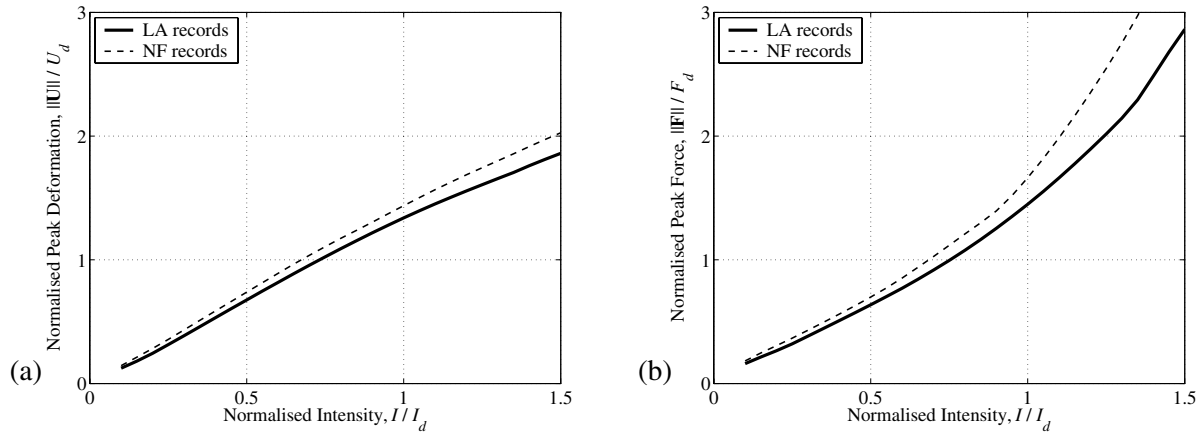 3
2
1
0
0
0.5
1
1.5
LA records
NF records
Normalised Peak Deformation, ||U|| / U_d
Normalised Intensity, I / I_d
(a)
3
2
1
0
0
0.5
1
1.5
LA records
NF records
Normalised Peak Force, ||F|| / F_d
Normalised Intensity, I / I_d
(b)